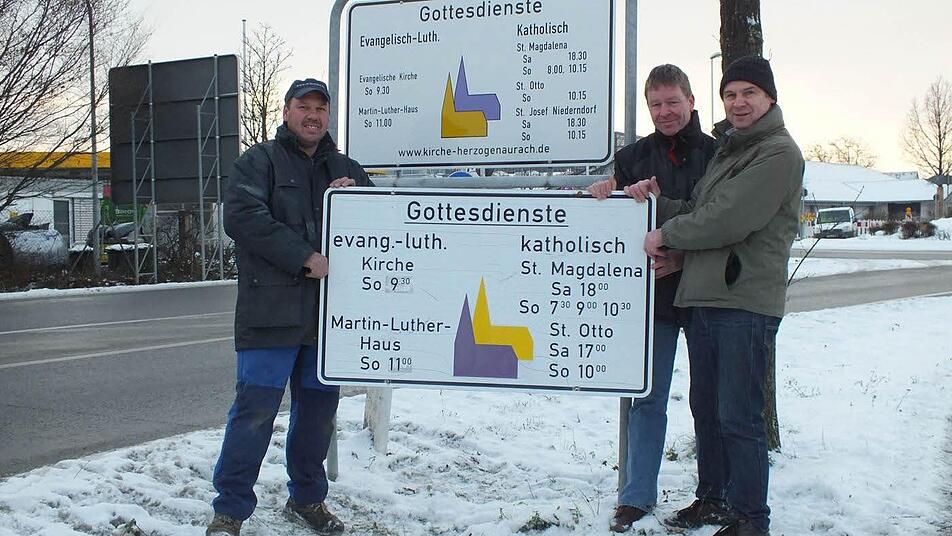 Gottesdienste
Evangelisch-Luth.
Evangelische Kirche
So 9.30
Martin-Luther-Haus
So 11.00
Katholisch
St. Magdalena
Sa 18.30
So 8.00, 10.15
St. Otto
So 10.15
St. Josef Niederndorf
Sa 18.30
So 10.15
www.kirche-herzogenaurach.de
Gottesdienste
evang.-luth.
Kirche
So 9³⁰
Martin-Luther-
Haus
So 11⁰⁰
katholisch
St. Magdalena
Sa 18⁰⁰
So 7³⁰ 9⁰⁰ 10³⁰
St. Otto
Sa 17⁰⁰
So 10⁰⁰